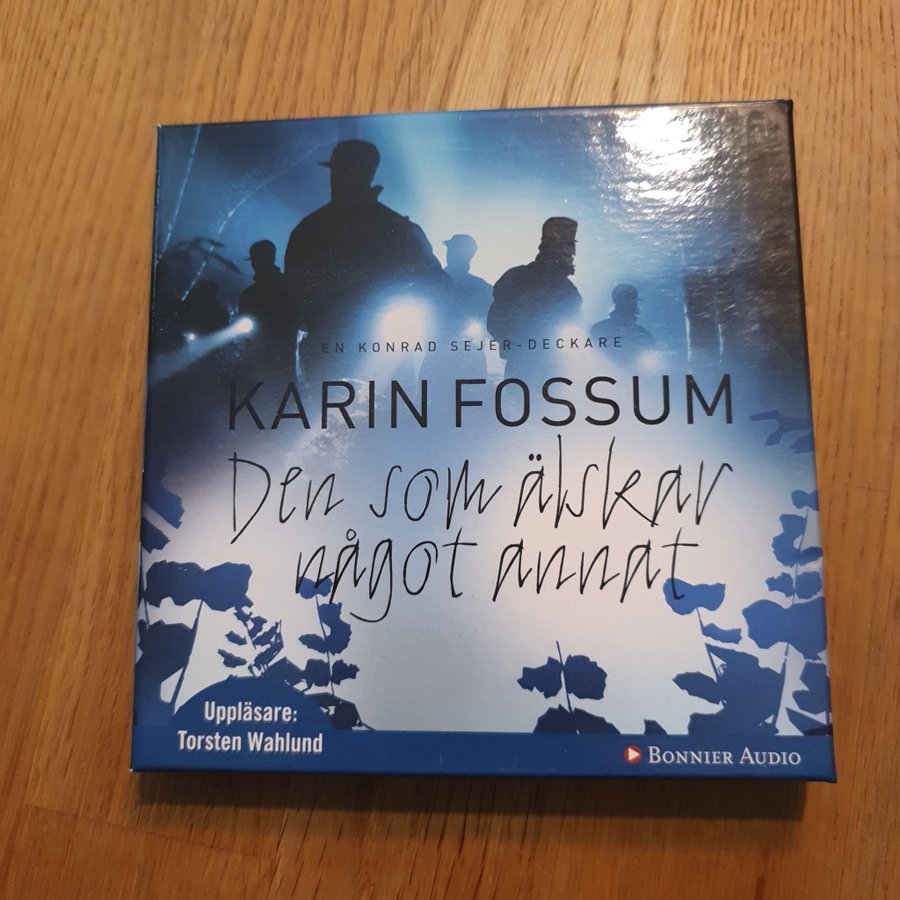 EN KONRAD SEJER-DECKARE
KARIN FOSSUM
Den som älskar
något annat
Uppläsare:
Torsten Wahlund
BONNIER AUDIO